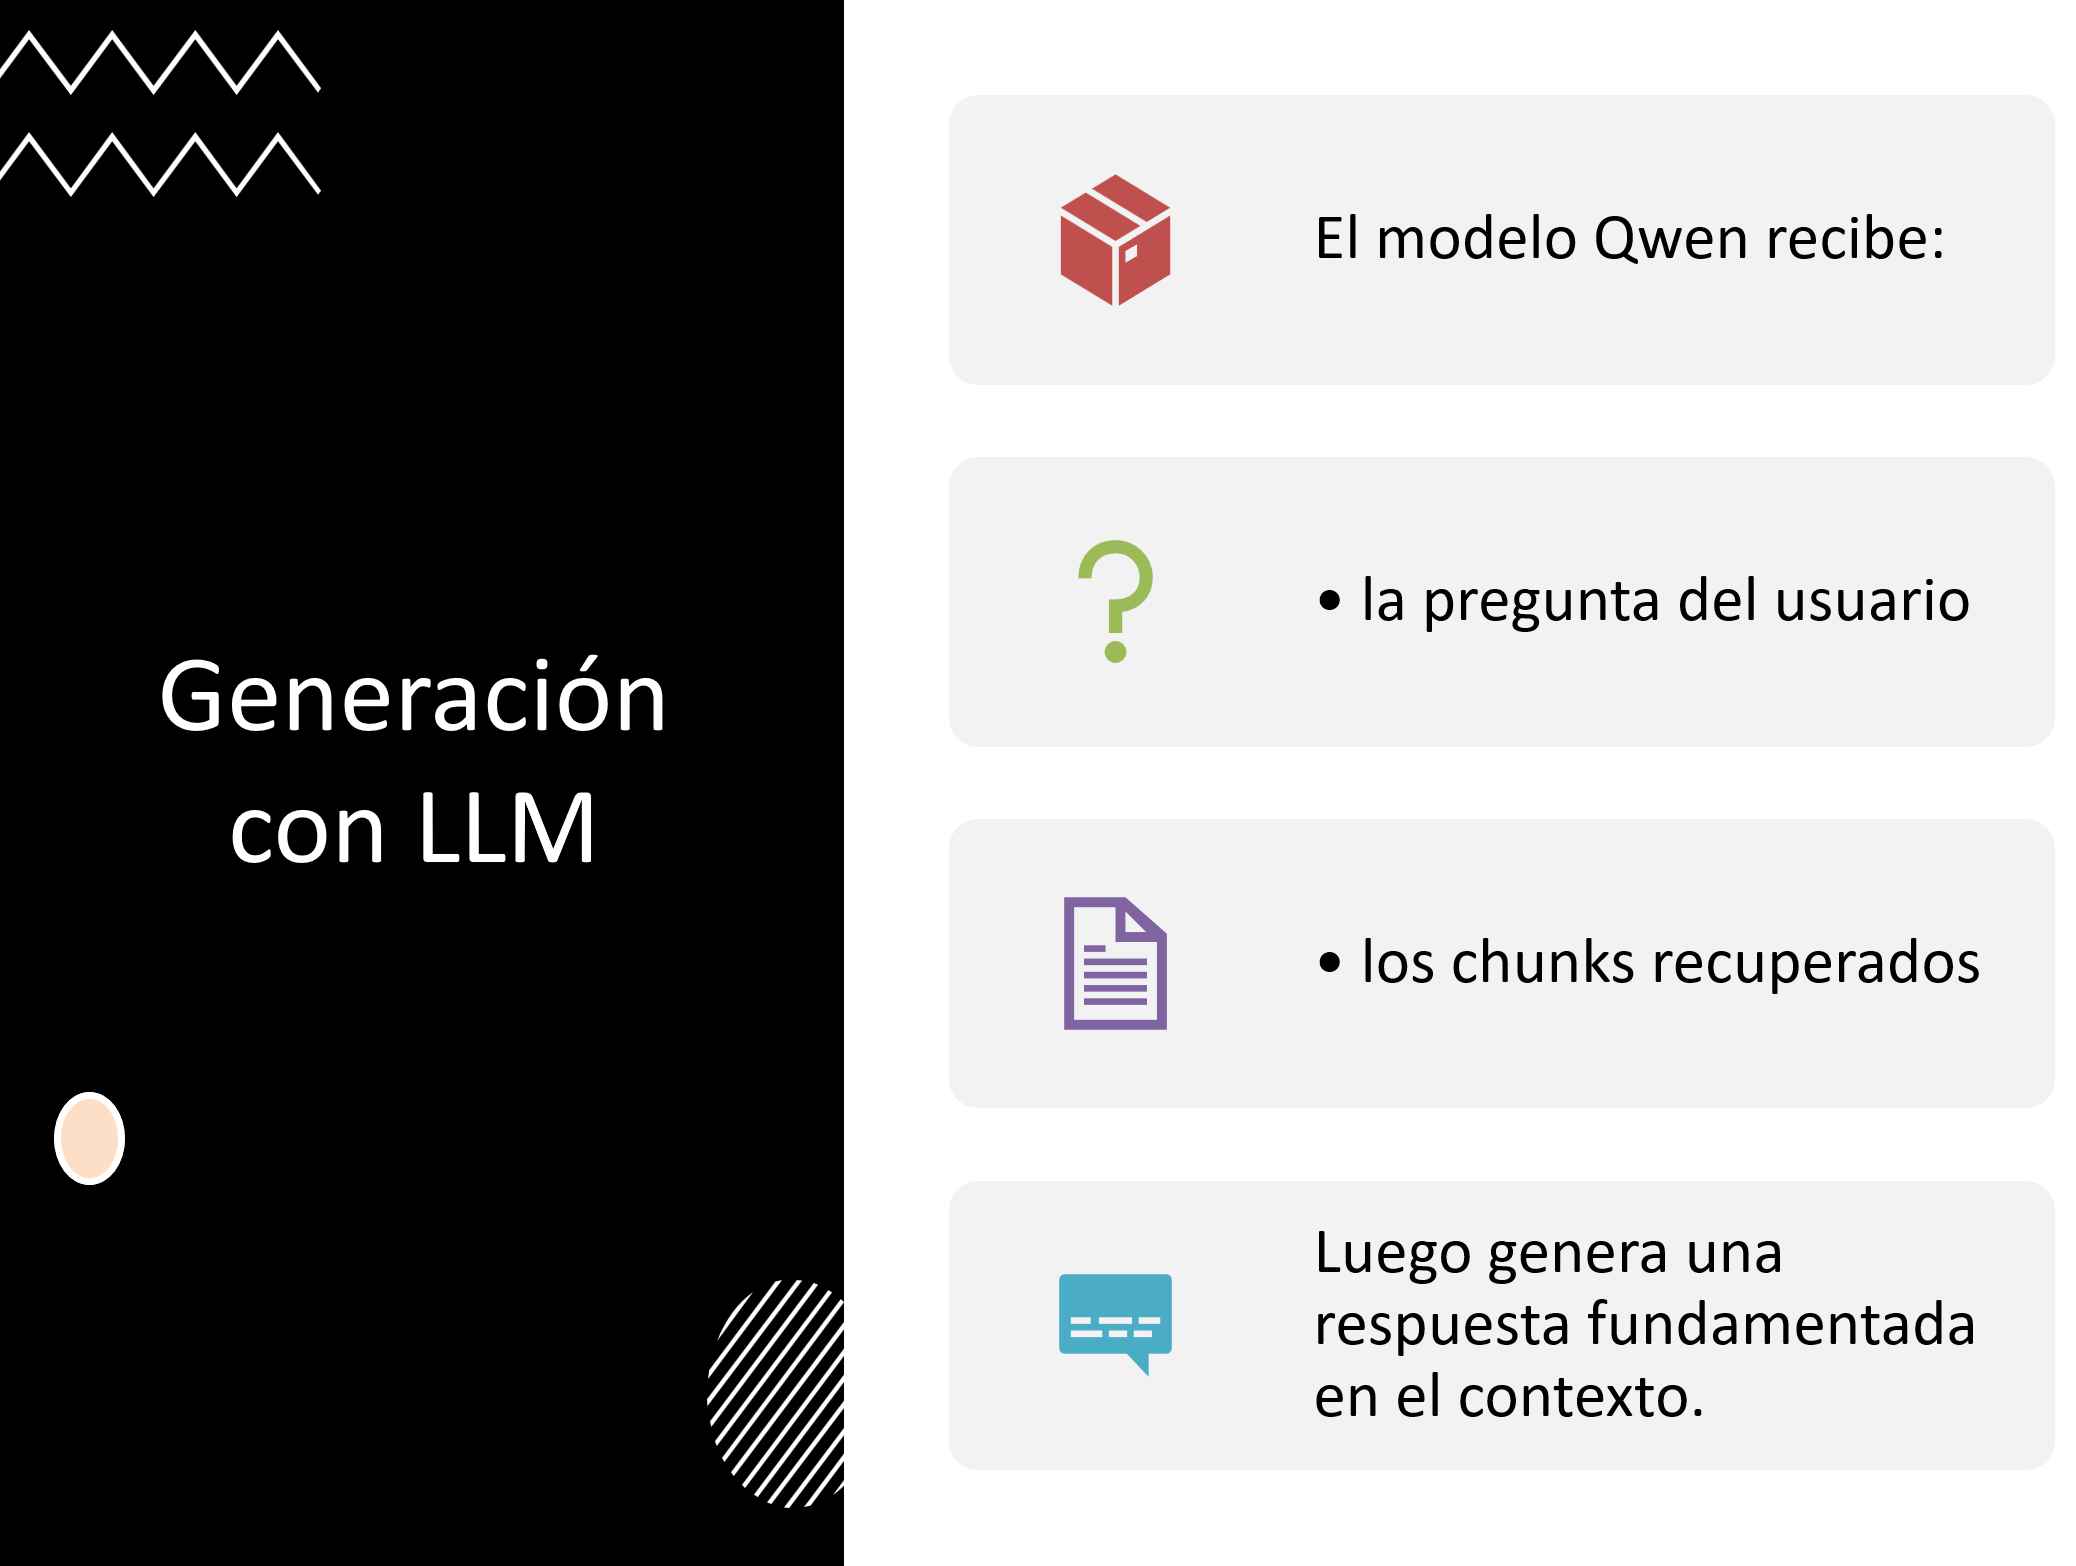 Generación
con LLM
El modelo Qwen recibe:
• la pregunta del usuario
• los chunks recuperados
Luego genera una
respuesta fundamentada
en el contexto.